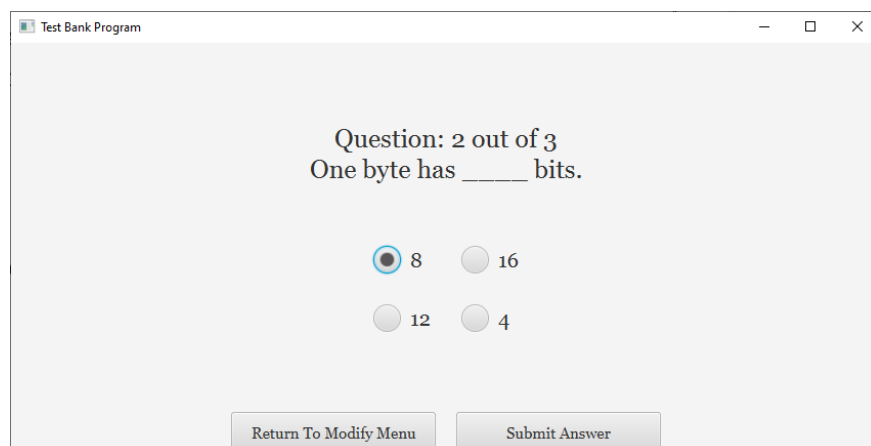 Test Bank Program
Question: 2 out of 3
One byte has ____ bits.
8 16
12 4
Return To Modify Menu Submit Answer